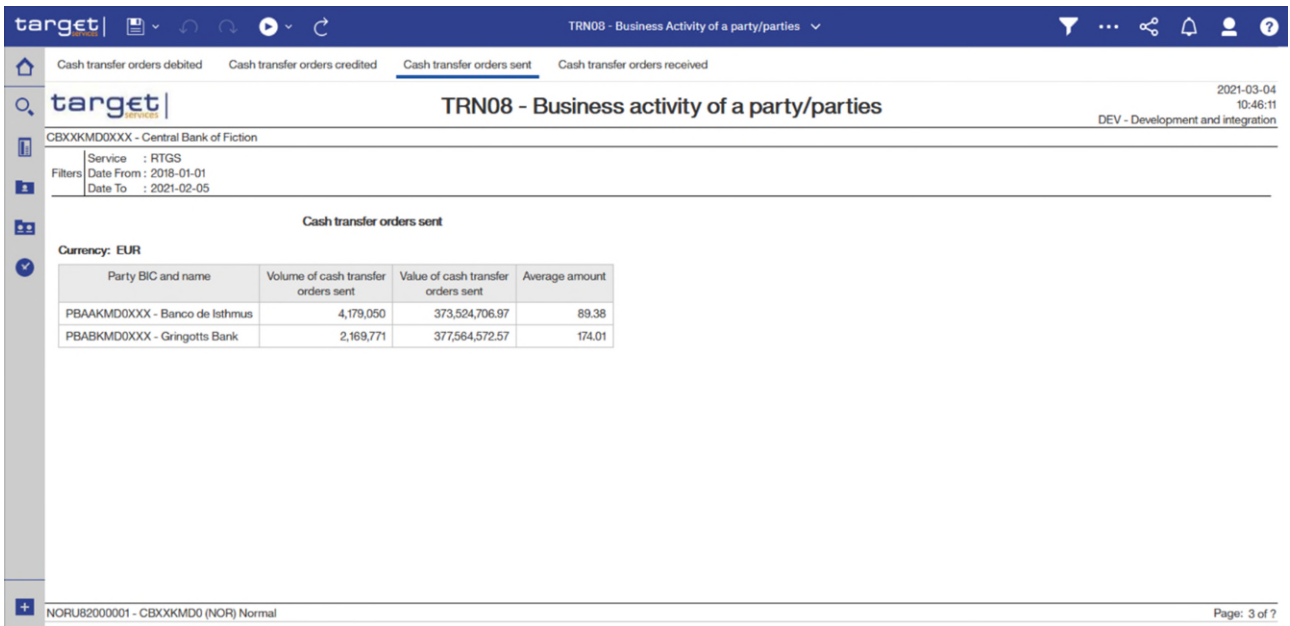 target|
services
TRN08 - Business Activity of a party/parties
Cash transfer orders debited
Cash transfer orders credited
Cash transfer orders sent
Cash transfer orders received
target|
services
TRN08 - Business activity of a party/parties
2021-03-04
10:46:11
DEV - Development and integration
CBXXKMD0XXX - Central Bank of Fiction
Filters
Service : RTGS
Date From : 2018-01-01
Date To : 2021-02-05
Cash transfer orders sent
Currency: EUR
Party BIC and name
Volume of cash transfer
orders sent
Value of cash transfer
orders sent
Average amount
PBAAKMD0XXX - Banco de Isthmus 4,179,050 373,524,706.97 89.38
PBABKMD0XXX - Gringotts Bank 2,169,771 377,564,572.57 174.01
NORU82000001 - CBXXKMD0 (NOR) Normal
Page: 3 of ?